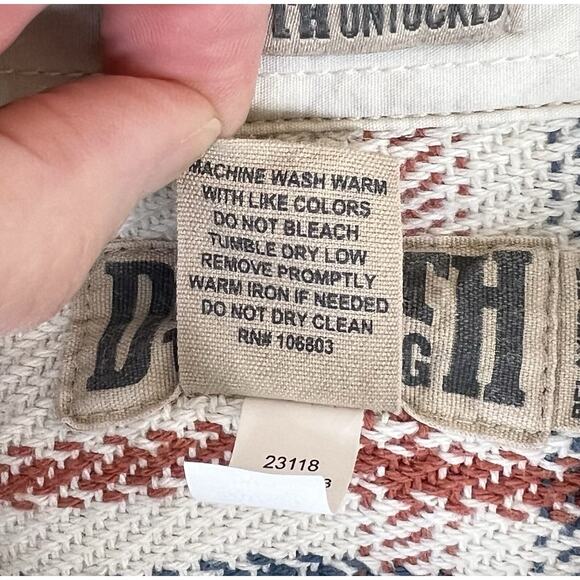 UNTUCKED
MACHINE WASH WARM
WITH LIKE COLORS
DO NOT BLEACH
TUMBLE DRY LOW
REMOVE PROMPTLY
WARM IRON IF NEEDED
DO NOT DRY CLEAN
RN# 106803
D TH
G
23118